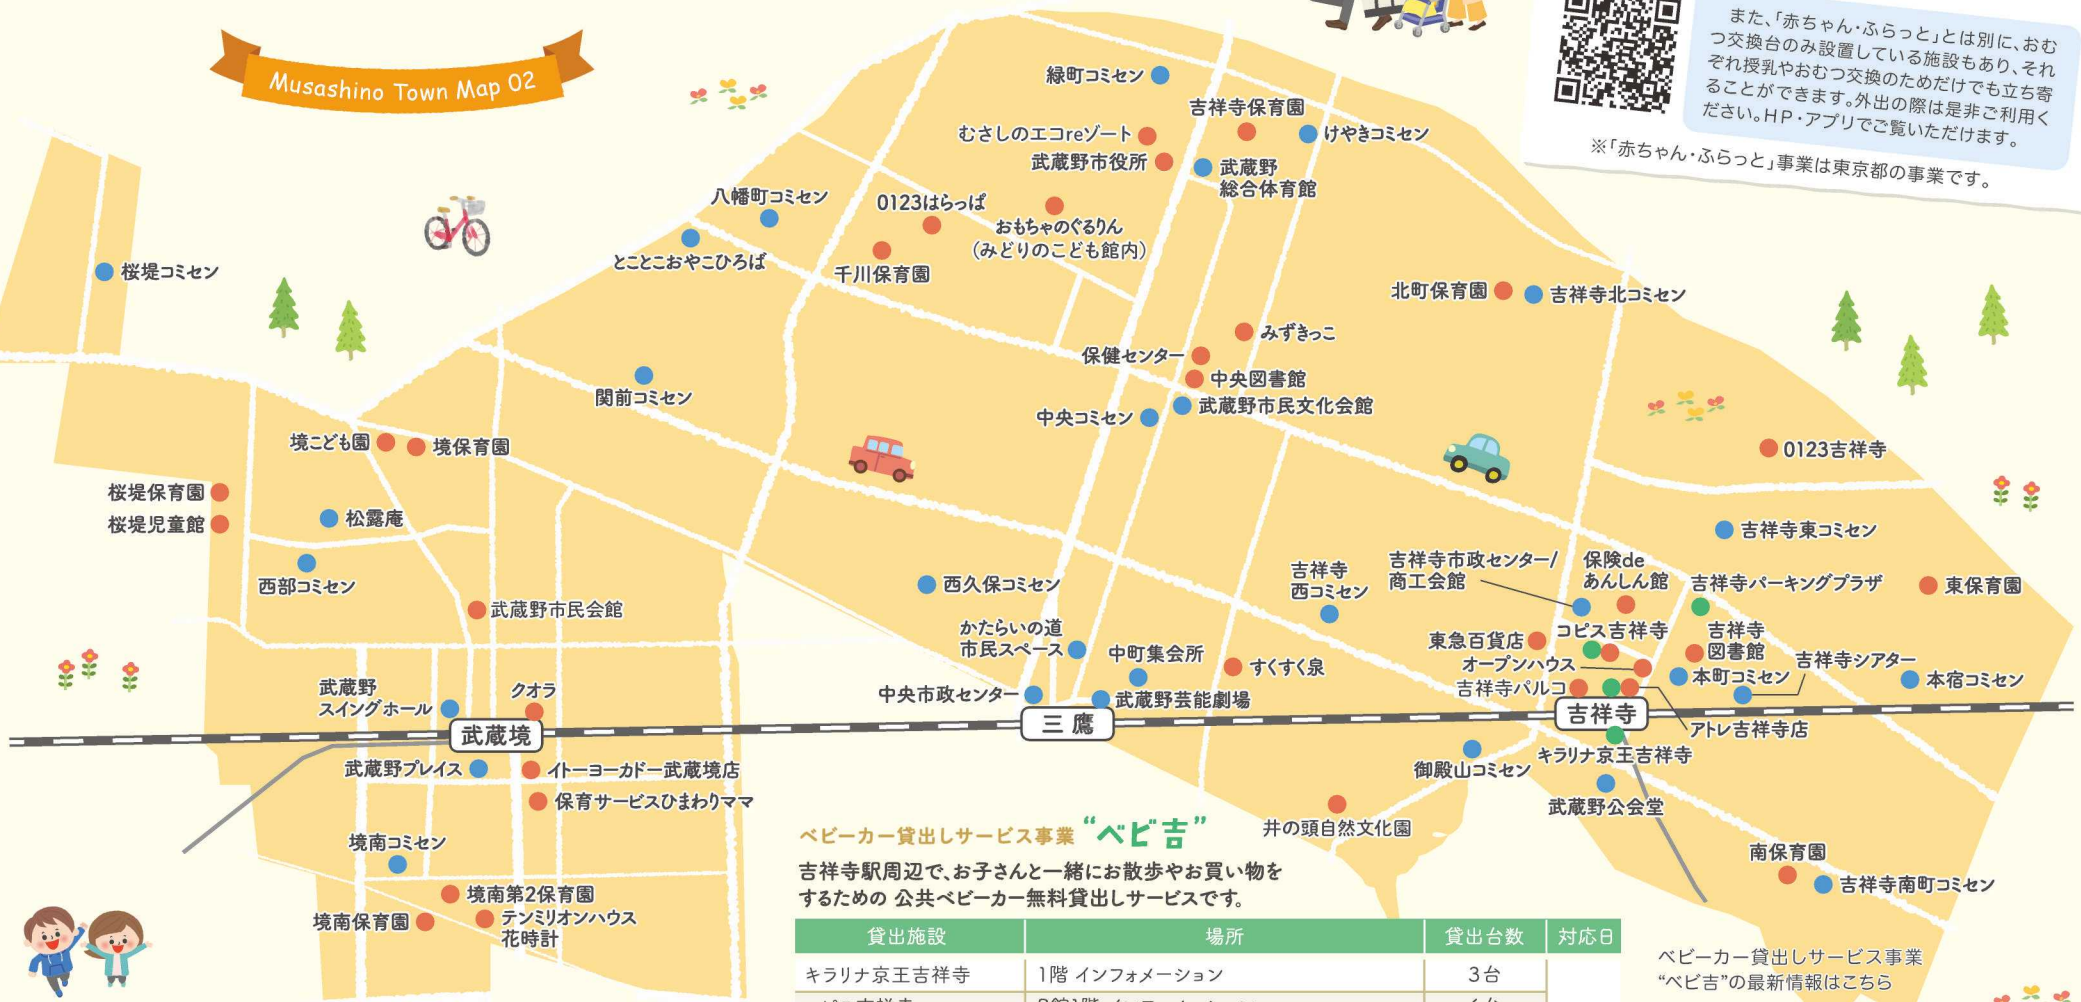 Musashino Town Map 02
また、「赤ちゃん・ふらっと」とは別に、おむ
つ交換台のみ設置している施設もあり、それ
ぞれ授乳やおむつ交換のためだけでも立ち寄
ることができます。外出の際は是非ご利用く
ださい。HP・アプリでご覧いただけます。
※「赤ちゃん・ふらっと」事業は東京都の事業です。
緑町コミセン
吉祥寺保育園
むさしのエコreゾート
けやきコミセン
武蔵野市役所
武蔵野
総合体育館
八幡町コミセン
0123はらっぱ
おもちゃのぐるりん
(みどりのこども館内)
とことこおやこひろば
千川保育園
桜堤コミセン
北町保育園
吉祥寺北コミセン
みずきっこ
保健センター
中央図書館
関前コミセン
中央コミセン
武蔵野市民文化会館
境こども園
境保育園
0123吉祥寺
桜堤保育園
桜堤児童館
松露庵
吉祥寺東コミセン
西部コミセン
西久保コミセン
吉祥寺
西コミセン
吉祥寺市政センター/
商工会館
保険de
あんしん館
吉祥寺パーキングプラザ
東保育園
武蔵野市民会館
かたらいの道
市民スペース
中町集会所
すくすく泉
東急百貨店
コピス吉祥寺
吉祥寺
図書館
オープンハウス
吉祥寺シアター
本町コミセン
本宿コミセン
吉祥寺パルコ
武蔵野
スイングホール
クオラ
中央市政センター
武蔵野芸能劇場
武蔵境
三鷹
吉祥寺
アトレ吉祥寺店
武蔵野プレイス
イトーヨーカドー武蔵境店
御殿山コミセン
キラリナ京王吉祥寺
保育サービスひまわりママ
武蔵野公会堂
井の頭自然文化園
境南コミセン
南保育園
吉祥寺南町コミセン
境南第2保育園
境南保育園
テンミリオンハウス
花時計
ベビーカー貸出しサービス事業 “ベビ吉”
吉祥寺駅周辺で、お子さんと一緒にお散歩やお買い物を
するための 公共ベビーカー無料貸出しサービスです。
貸出施設 場所 貸出台数 対応日
キラリナ京王吉祥寺 1階 インフォメーション 3台
ベビーカー貸出しサービス事業
“ベビ吉”の最新情報はこちら